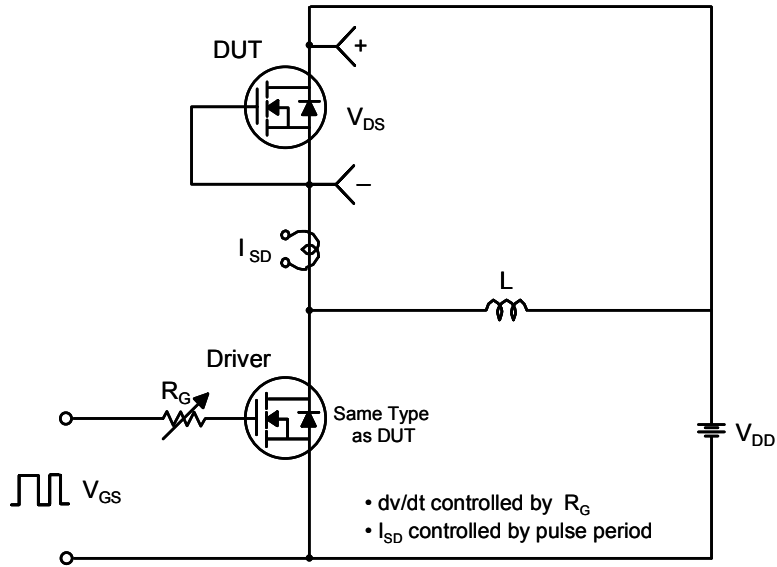 DUT
+
V_DS
–
I_SD
L
Driver
R_G
Same Type
as DUT
V_DD
V_GS
• dv/dt controlled by R_G
• I_SD controlled by pulse period